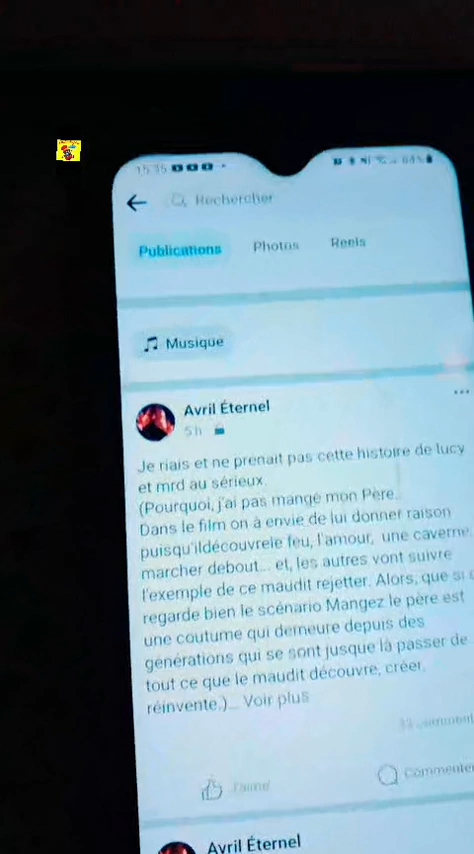 15:35
84%
Rechercher
Publications Photos Reels
Musique
Avril Éternel
5 h
Je riais et ne prenait pas cette histoire de lucy
et mrd au sérieux.
(Pourquoi, j'ai pas mangé mon Père..
Dans le film on à envie de lui donner raison
puisqu'ildécouvrele feu, l'amour, une caverne,
marcher debout... et, les autres vont suivre
l'exemple de ce maudit rejetter. Alors, que si
regarde bien le scénario Mangez le père est
une coutume qui demeure depuis des
générations qui se sont jusque là passer de
tout ce que le maudit découvre, créer,
réinvente.)... Voir plus
J'aime Commenter
Avril Éternel